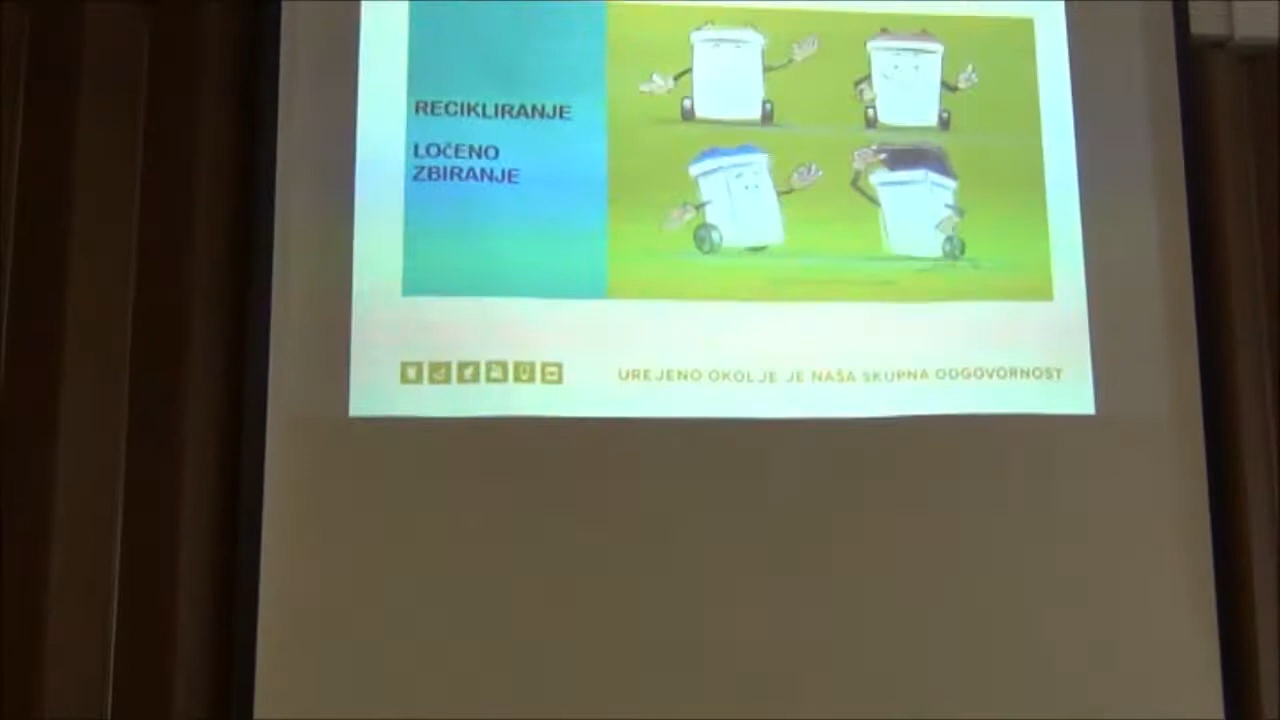 RECIKLIRANJE
LOČENO
ZBIRANJE
UREJENO OKOLJE JE NAŠA SKUPNA ODGOVORNOST